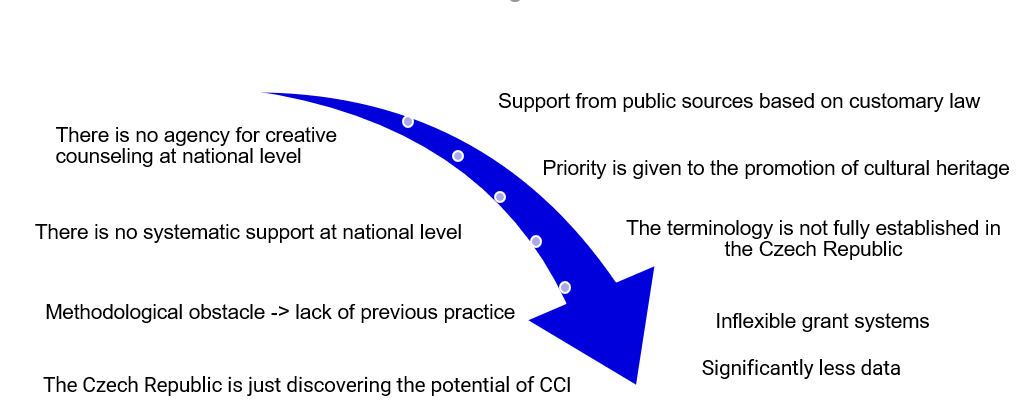 There is no agency for creative
counseling at national level
There is no systematic support at national level
Methodological obstacle -> lack of previous practice
The Czech Republic is just discovering the potential of CCI
Support from public sources based on customary law
Priority is given to the promotion of cultural heritage
The terminology is not fully established in
the Czech Republic
Inflexible grant systems
Significantly less data